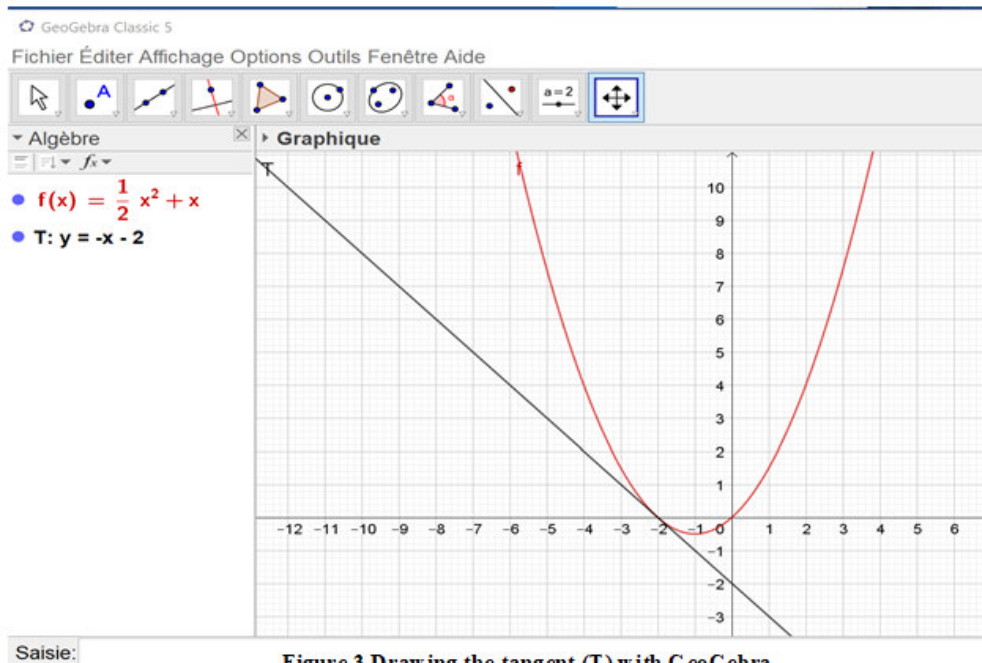 GeoGebra Classic 5
Fichier Éditer Affichage Options Outils Fenêtre Aide
A
α
a=2
Algèbre
Graphique
fx
f(x) = 1/2 x² + x
T: y = -x - 2
T
f
10
9
8
7
6
5
4
3
2
1
-12 -11 -10 -9 -8 -7 -6 -5 -4 -3 -2 -1 0 1 2 3 4 5 6
-1
-2
-3
Saisie:
Figure 3 Drawing the tangent (T) with GeoGebra